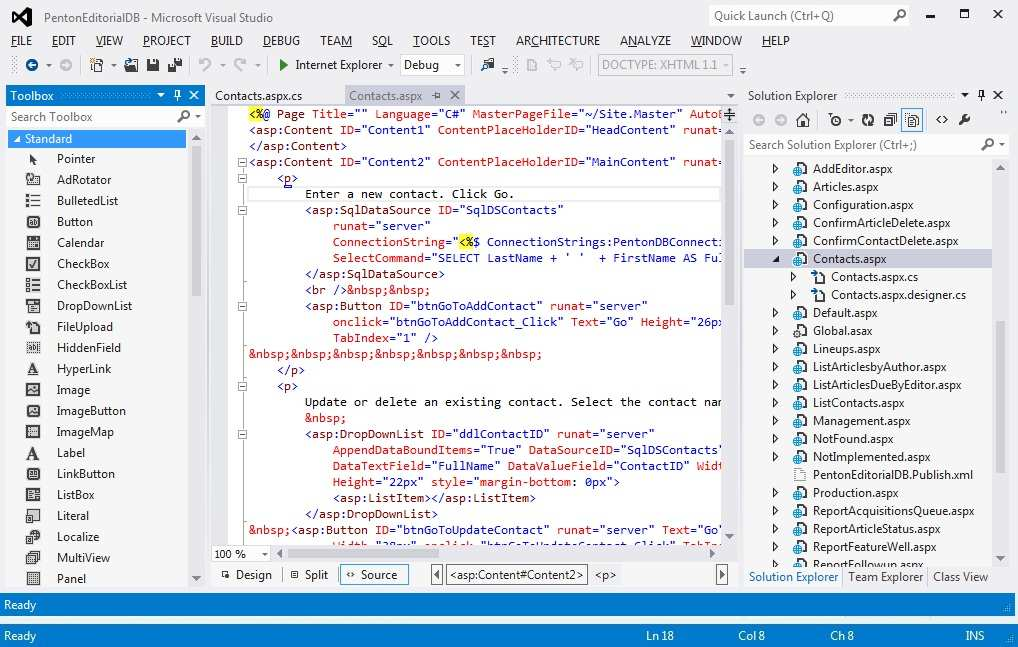 PentonEditorialDB - Microsoft Visual Studio
Quick Launch (Ctrl+Q)
FILE EDIT VIEW PROJECT BUILD DEBUG TEAM SQL TOOLS TEST ARCHITECTURE ANALYZE WINDOW HELP
Internet Explorer Debug DOCTYPE: XHTML 1.1
Toolbox
Search Toolbox
Standard
Pointer
AdRotator
BulletedList
Button
Calendar
CheckBox
CheckBoxList
DropDownList
FileUpload
HiddenField
HyperLink
Image
ImageButton
ImageMap
Label
LinkButton
ListBox
Literal
Localize
MultiView
Panel
Contacts.aspx.cs Contacts.aspx
<%@ Page Title="" Language="C#" MasterPageFile="~/Site.Master" AutoE
<asp:Content ID="Content1" ContentPlaceHolderID="HeadContent" runat=
</asp:Content>
<asp:Content ID="Content2" ContentPlaceHolderID="MainContent" runat=
<p>
Enter a new contact. Click Go.
<asp:SqlDataSource ID="SqlDSContacts"
runat="server"
ConnectionString="<%$ ConnectionStrings:PentonDBConnecti
SelectCommand="SELECT LastName + ' '  + FirstName AS Ful
</asp:SqlDataSource>
<br />&nbsp;&nbsp;
<asp:Button ID="btnGoToAddContact" runat="server"
onclick="btnGoToAddContact_Click" Text="Go" Height="26px
TabIndex="1" />
&nbsp;&nbsp;&nbsp;&nbsp;&nbsp;&nbsp;
</p>
<p>
Update or delete an existing contact. Select the contact nam
&nbsp;
<asp:DropDownList ID="ddlContactID" runat="server"
AppendDataBoundItems="True" DataSourceID="SqlDSContacts"
DataTextField="FullName" DataValueField="ContactID" Widt
Height="22px" style="margin-bottom: 0px">
<asp:ListItem></asp:ListItem>
</asp:DropDownList>
&nbsp;<asp:Button ID="btnGoToUpdateContact" runat="server" Text="Go"
100 %
Design Split Source <asp:Content#Content2> <p>
Solution Explorer
Search Solution Explorer (Ctrl+;)
AddEditor.aspx
Articles.aspx
Configuration.aspx
ConfirmArticleDelete.aspx
ConfirmContactDelete.aspx
Contacts.aspx
Contacts.aspx.cs
Contacts.aspx.designer.cs
Default.aspx
Global.asax
Lineups.aspx
ListArticlesbyAuthor.aspx
ListArticlesDueByEditor.aspx
ListContacts.aspx
Management.aspx
NotFound.aspx
NotImplemented.aspx
PentonEditorialDB.Publish.xml
Production.aspx
ReportAcquisitionsQueue.aspx
ReportArticleStatus.aspx
ReportFeatureWell.aspx
ReportFollowup.aspx
Solution Explorer Team Explorer Class View
Ready
Ready Ln 18 Col 8 Ch 8 INS